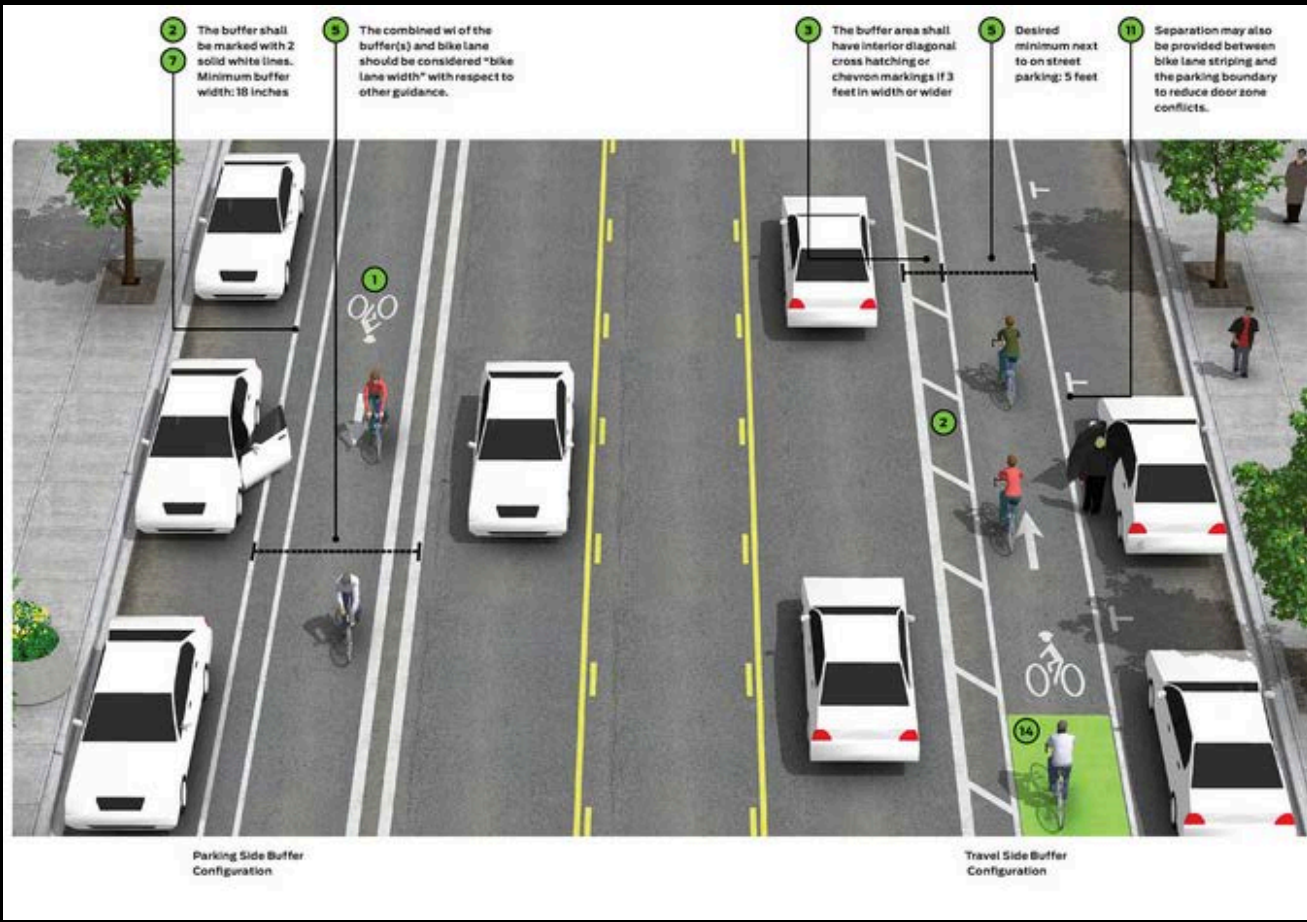 2
7
The buffer shall
be marked with 2
solid white lines.
Minimum buffer
width: 18 inches
5
The combined wi of the
buffer(s) and bike lane
should be considered "bike
lane width" with respect to
other guidance.
3
The buffer area shall
have interior diagonal
cross hatching or
chevron markings if 3
feet in width or wider
5
Desired
minimum next
to on street
parking: 5 feet
11
Separation may also
be provided between
bike lane striping and
the parking boundary
to reduce door zone
conflicts.
1
2
14
Parking Side Buffer
Configuration
Travel Side Buffer
Configuration